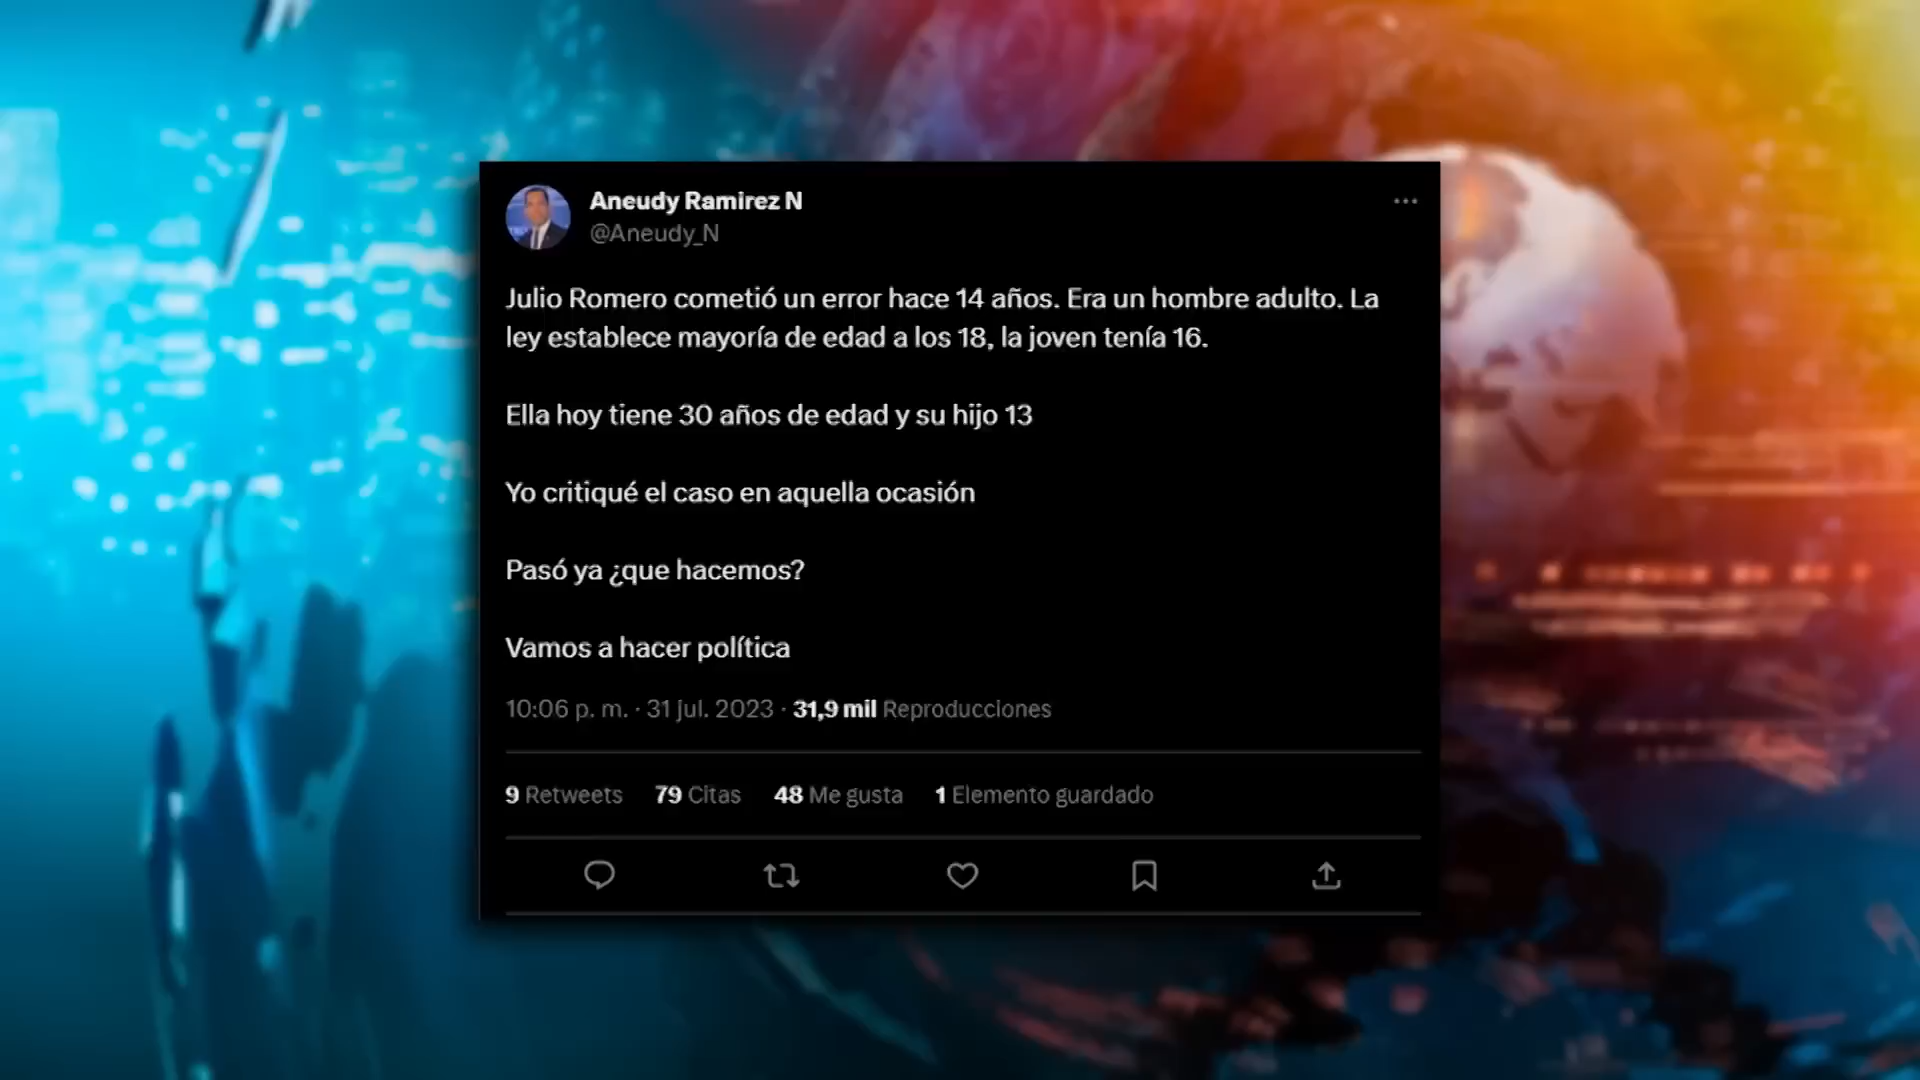 Aneudy Ramirez N
@Aneudy_N
Julio Romero cometió un error hace 14 años. Era un hombre adulto. La
ley establece mayoría de edad a los 18, la joven tenía 16.
Ella hoy tiene 30 años de edad y su hijo 13
Yo critiqué el caso en aquella ocasión
Pasó ya ¿que hacemos?
Vamos a hacer política
10:06 p. m. · 31 jul. 2023 · 31,9 mil Reproducciones
9 Retweets 79 Citas 48 Me gusta 1 Elemento guardado